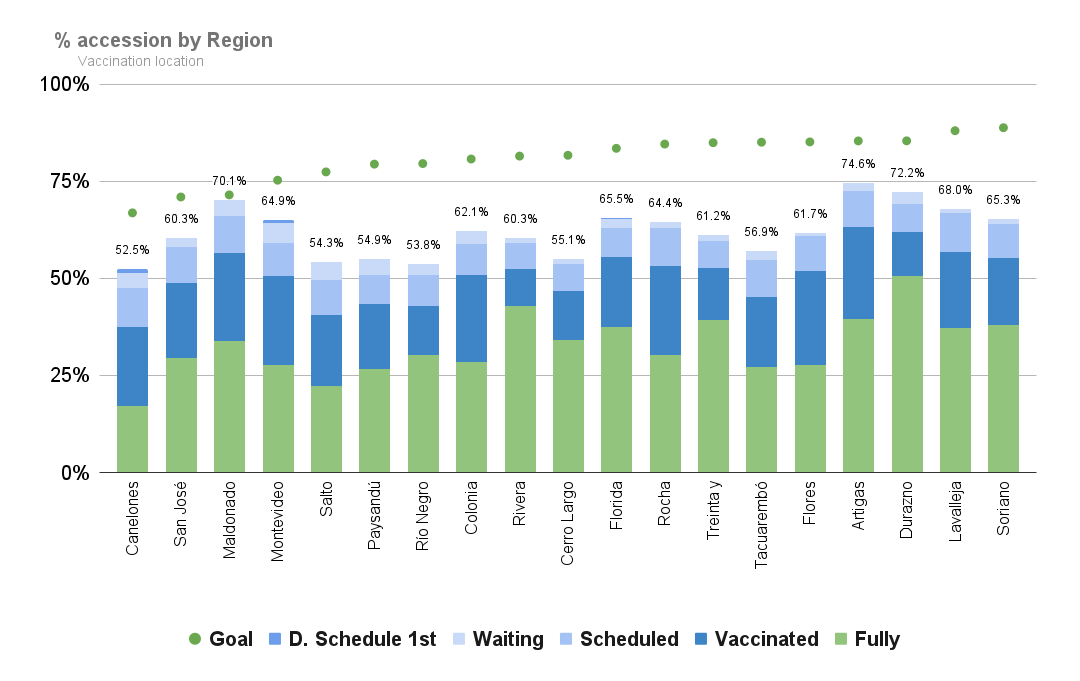 % accession by Region
Vaccination location
100%
75%
50%
25%
0%
52.5%
60.3%
70.1%
64.9%
54.3%
54.9%
53.8%
62.1%
60.3%
55.1%
65.5%
64.4%
61.2%
56.9%
61.7%
74.6%
72.2%
68.0%
65.3%
Canelones
San José
Maldonado
Montevideo
Salto
Paysandú
Río Negro
Colonia
Rivera
Cerro Largo
Florida
Rocha
Treinta y
Tacuarembó
Flores
Artigas
Durazno
Lavalleja
Soriano
Goal D. Schedule 1st Waiting Scheduled Vaccinated Fully